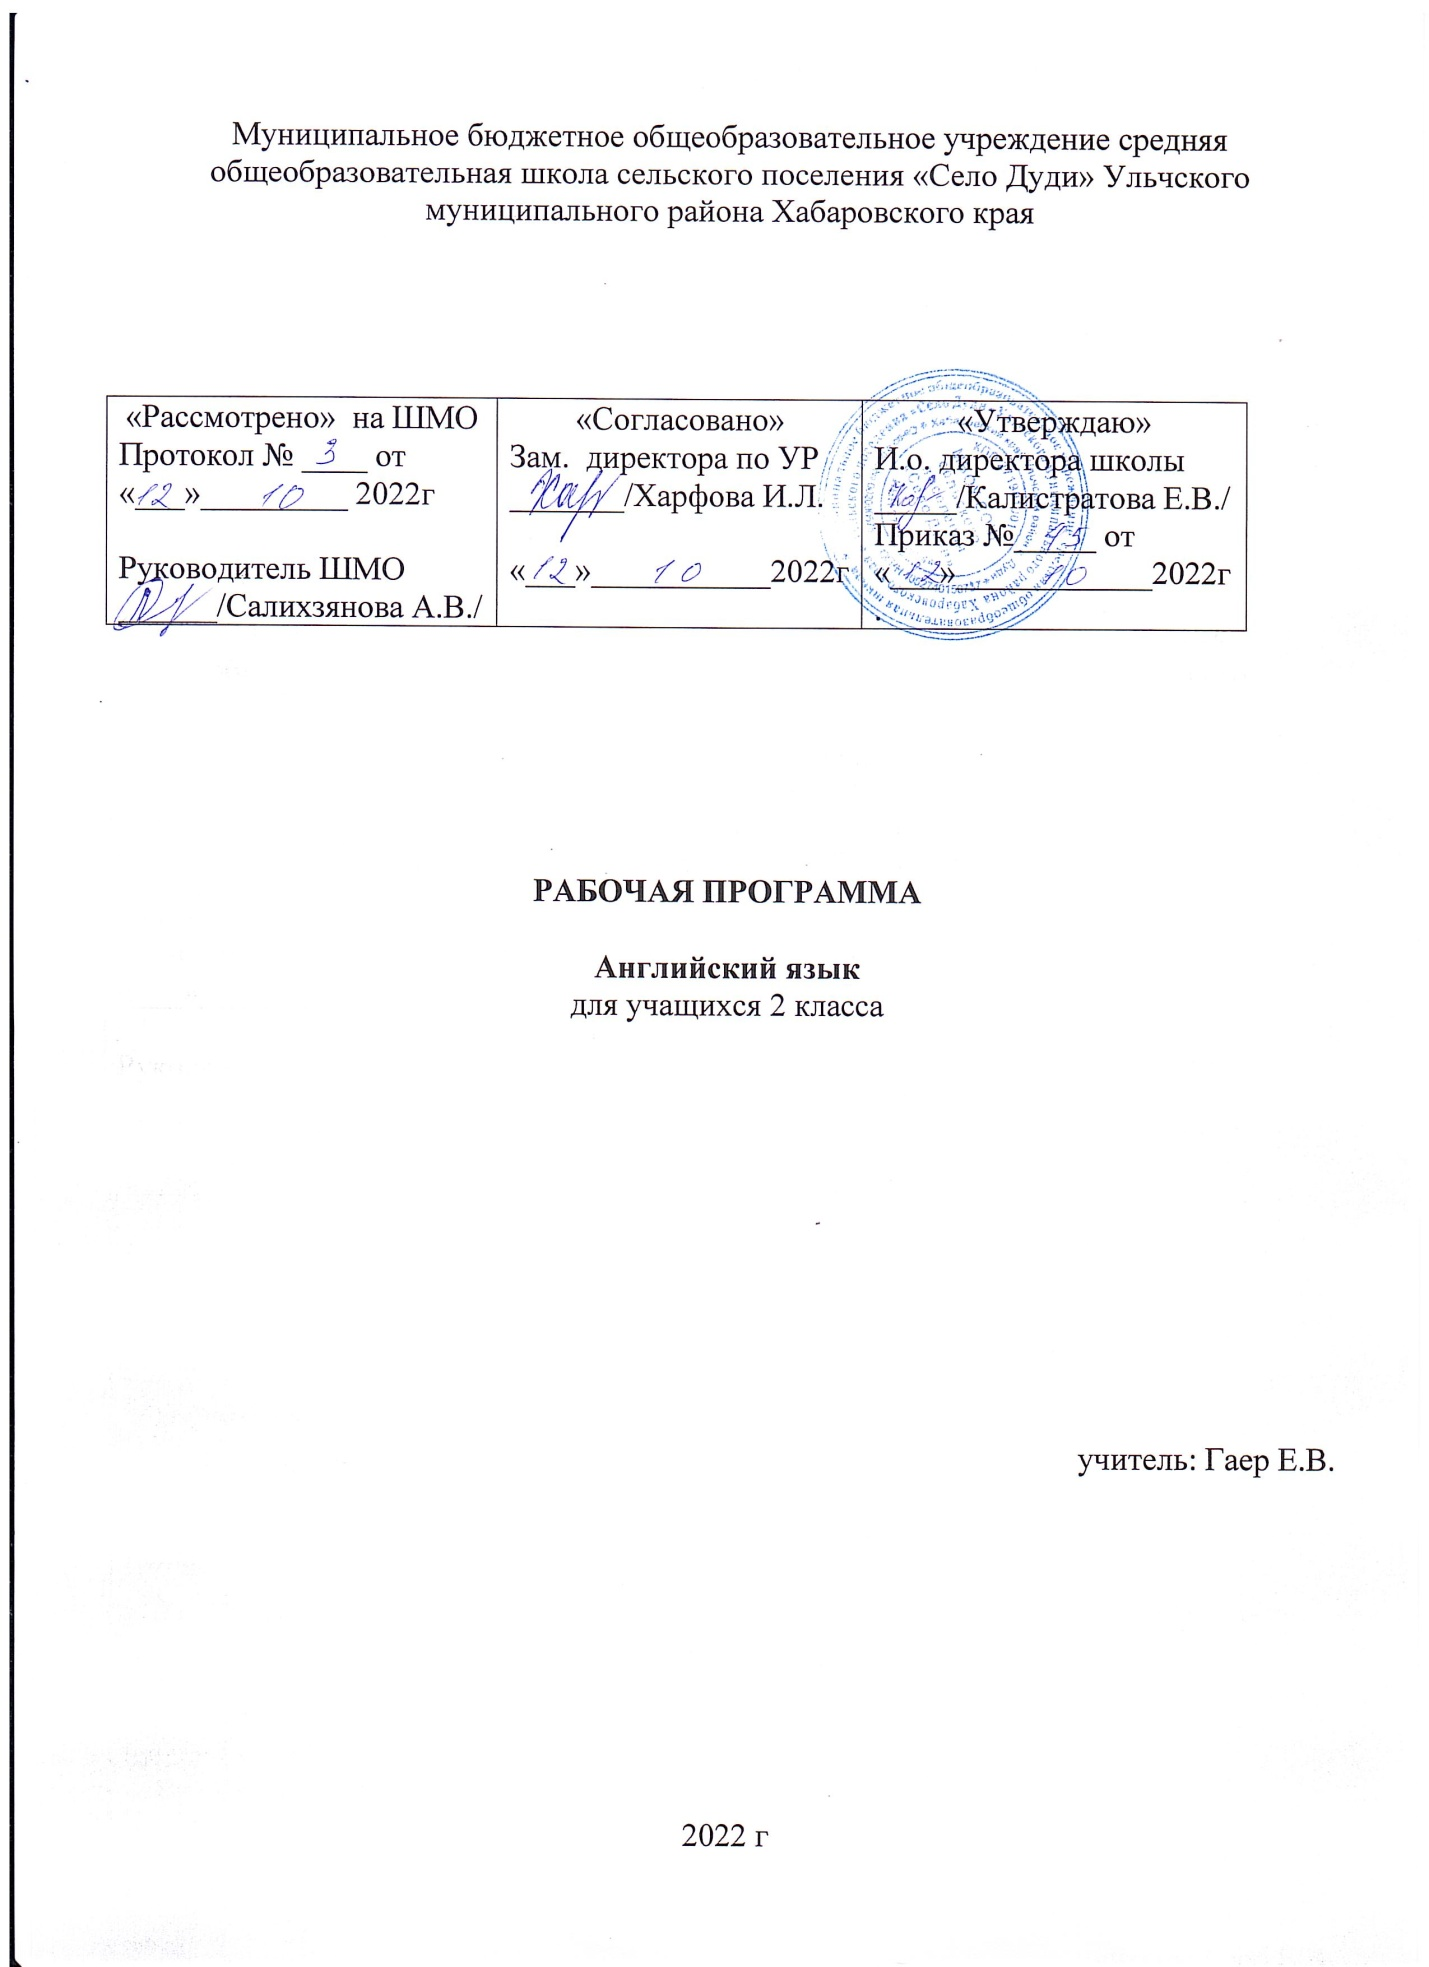 Муниципальное бюджетное общеобразовательное учреждение средняя
общеобразовательная школа сельского поселения «Село Дуди» Ульчского
муниципального района Хабаровского края
«Рассмотрено» на ШМО
Протокол № 3 от
«12» 10 2022г
Руководитель ШМО
/Салихзянова А.В./
«Согласовано»
Зам. директора по УР
/Харфова И.Л.
«12» 10 2022г
«Утверждаю»
И.о. директора школы
/Калистратова Е.В./
Приказ № от
«12» 10 2022г
.
РАБОЧАЯ ПРОГРАММА
Английский язык
для учащихся 2 класса
учитель: Гаер Е.В.
2022 г